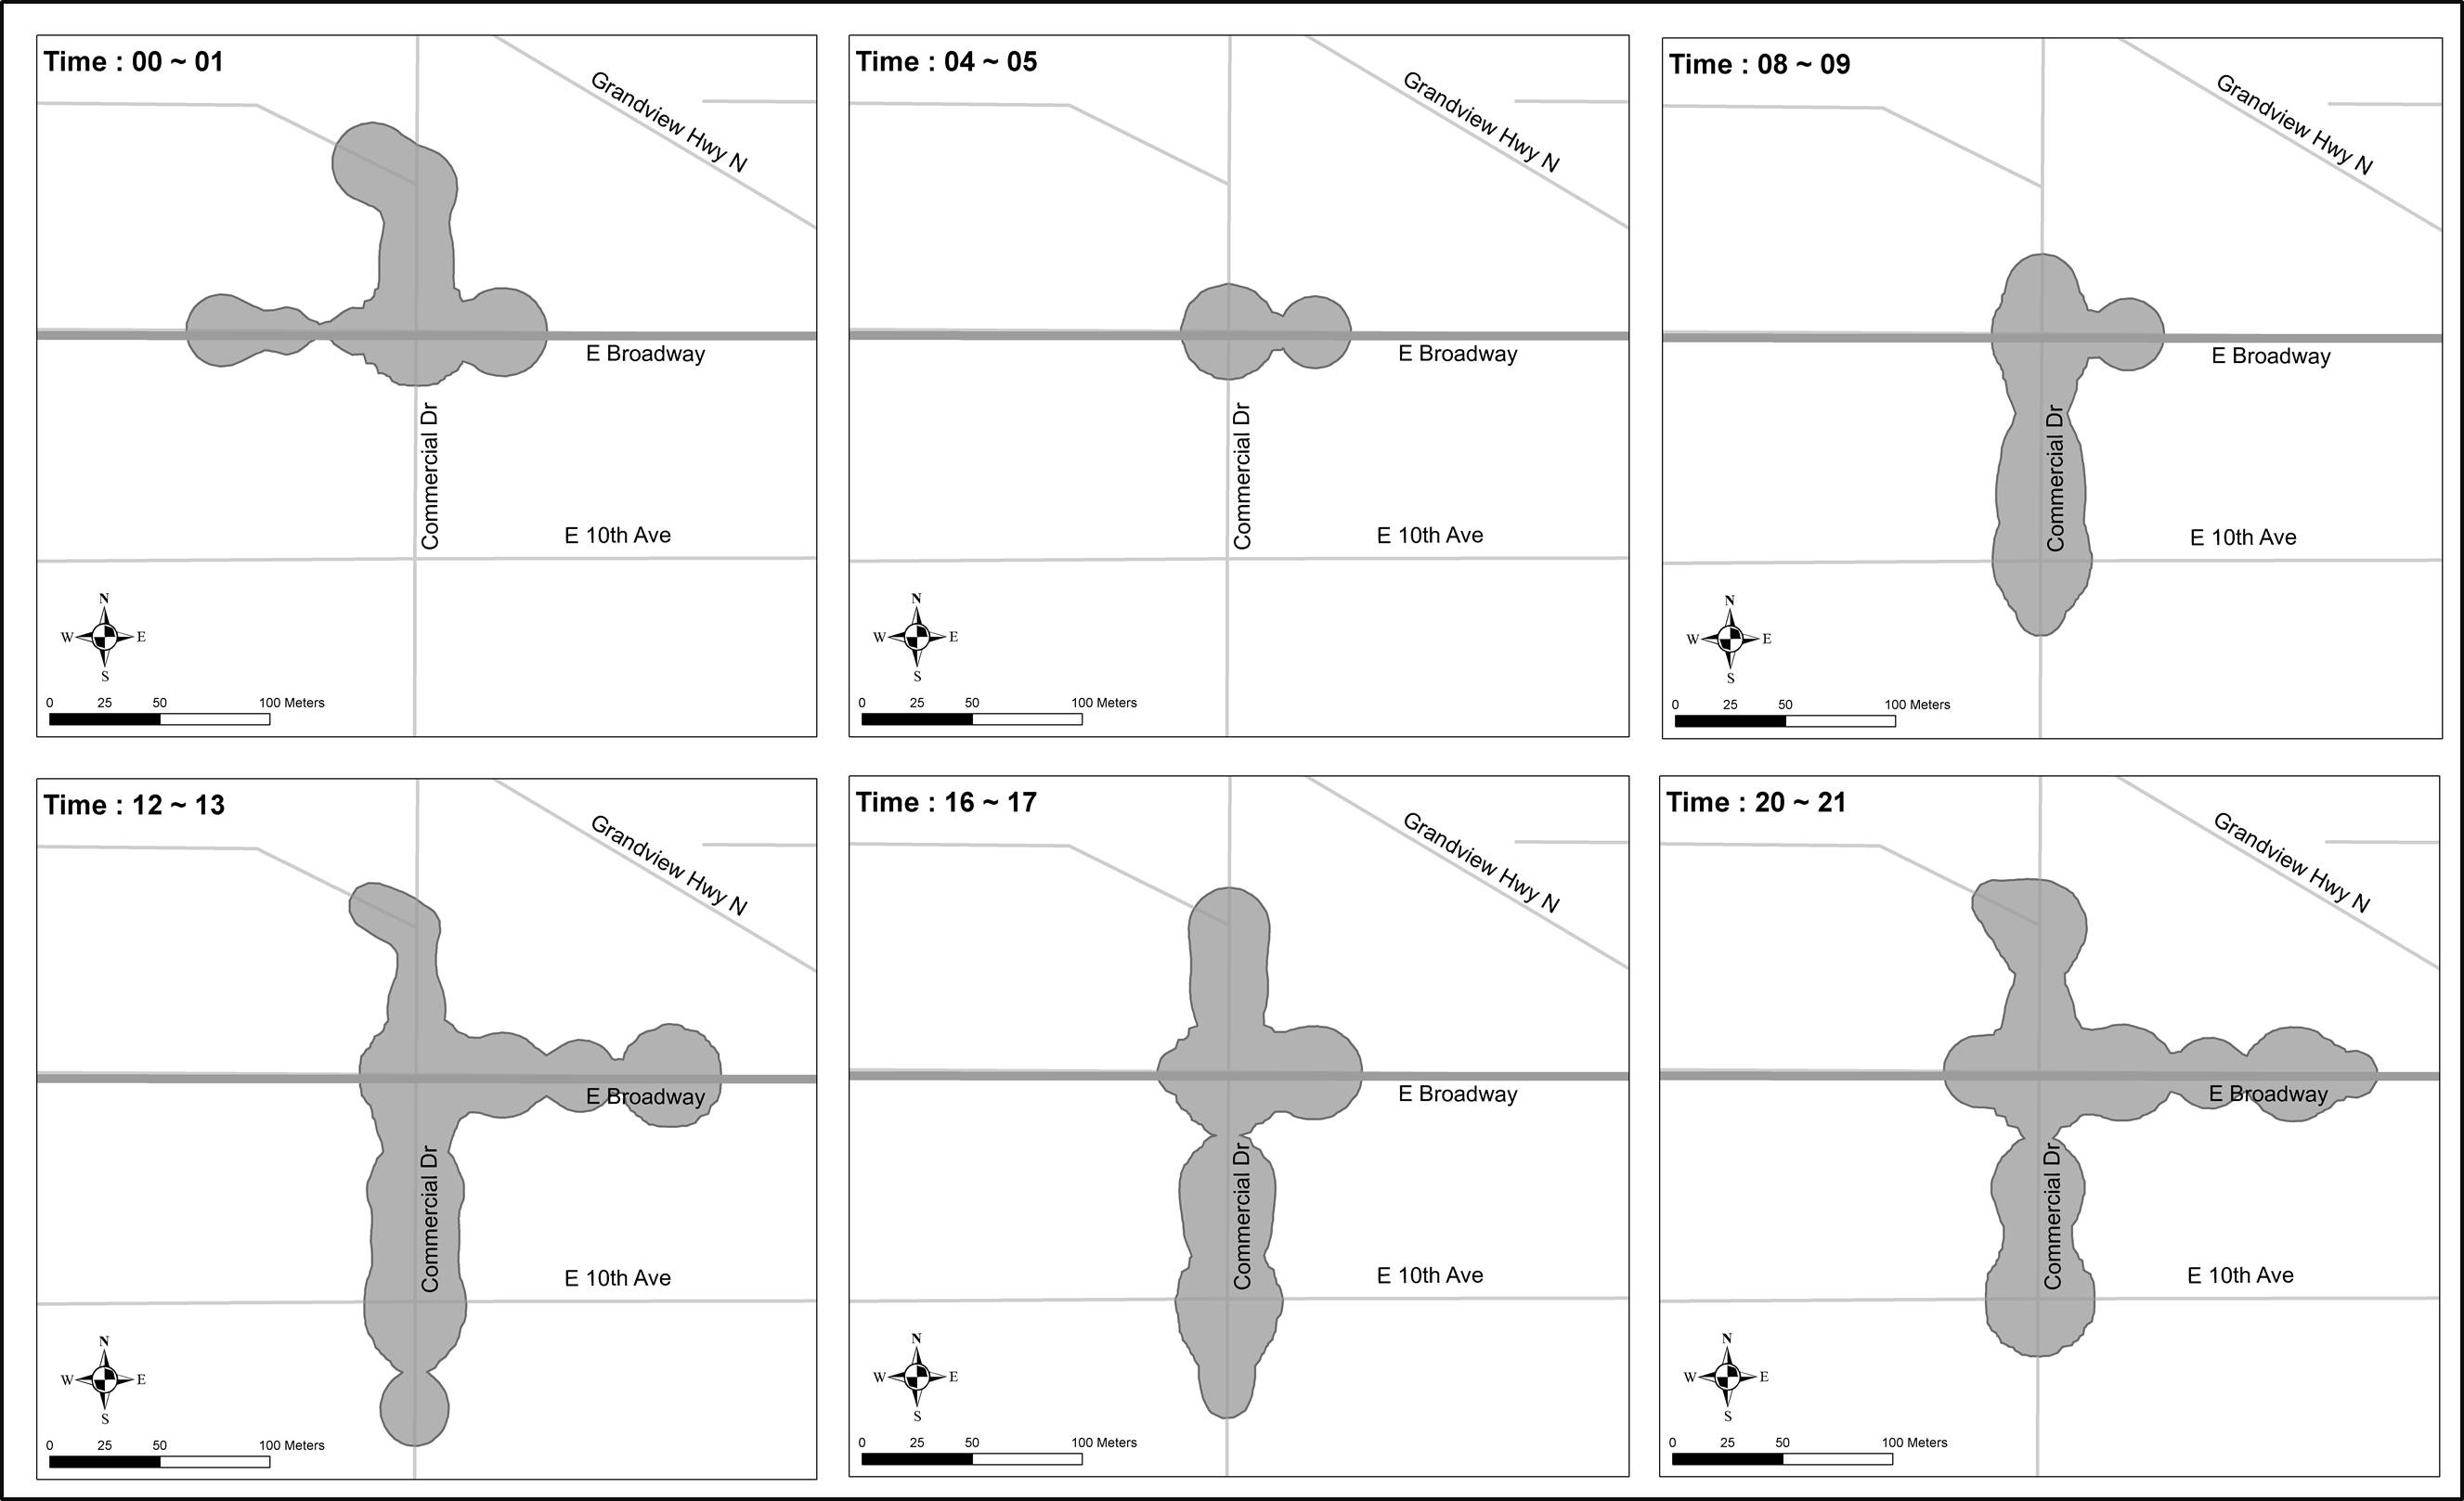 Time : 00 ~ 01
Grandview Hwy N
E Broadway
Commercial Dr
E 10th Ave
N
W E
S
0 25 50 100 Meters
Time : 04 ~ 05
Grandview Hwy N
E Broadway
Commercial Dr
E 10th Ave
N
W E
S
0 25 50 100 Meters
Time : 08 ~ 09
Grandview Hwy N
E Broadway
Commercial Dr
E 10th Ave
N
W E
S
0 25 50 100 Meters
Time : 12 ~ 13
Grandview Hwy N
E Broadway
Commercial Dr
E 10th Ave
N
W E
S
0 25 50 100 Meters
Time : 16 ~ 17
Grandview Hwy N
E Broadway
Commercial Dr
E 10th Ave
N
W E
S
0 25 50 100 Meters
Time : 20 ~ 21
Grandview Hwy N
E Broadway
Commercial Dr
E 10th Ave
N
W E
S
0 25 50 100 Meters